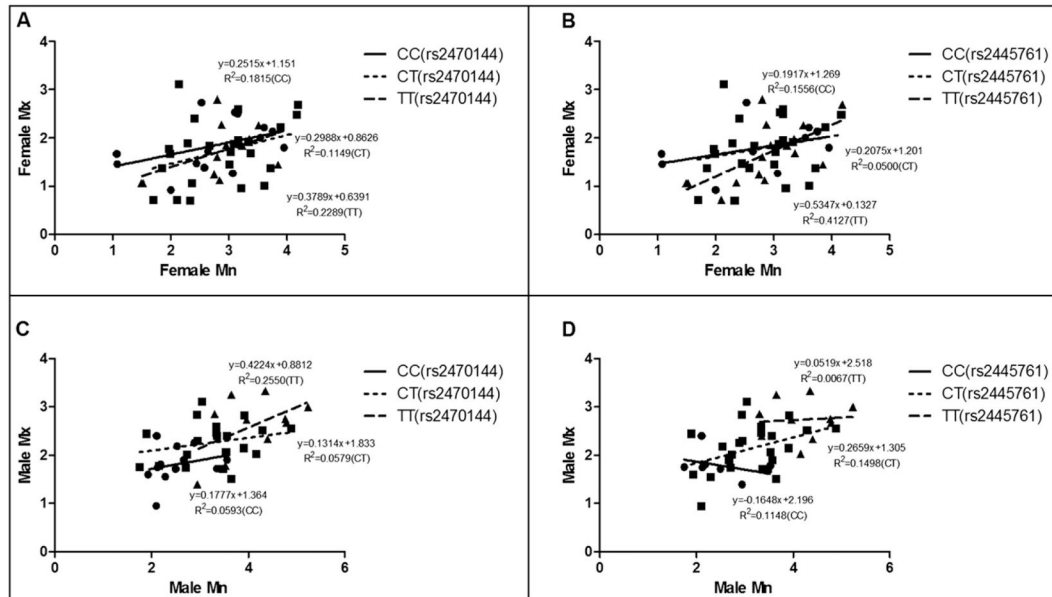 A
4
CC(rs2470144)
CT(rs2470144)
TT(rs2470144)
y=0.2515x+1.151
R2=0.1815(CC)
3
2
1
0
Female Mx
y=0.2988x+0.8626
R2=0.1149(CT)
y=0.3789x+0.6391
R2=0.2289(TT)
0 1 2 3 4 5
Female Mn
B
4
CC(rs2445761)
CT(rs2445761)
TT(rs2445761)
y=0.1917x+1.269
R2=0.1556(CC)
3
2
1
0
Female Mx
y=0.2075x+1.201
R2=0.0500(CT)
y=0.5347x+0.1327
R2=0.4127(TT)
0 1 2 3 4 5
Female Mn
C
4
CC(rs2470144)
CT(rs2470144)
TT(rs2470144)
y=0.4224x+0.8812
R2=0.2550(TT)
3
2
1
0
Male Mx
y=0.1314x+1.833
R2=0.0579(CT)
y=0.1777x+1.364
R2=0.0593(CC)
0 2 4 6
Male Mn
D
4
CC(rs2445761)
CT(rs2445761)
TT(rs2445761)
y=0.0519x+2.518
R2=0.0067(TT)
3
2
1
0
Male Mx
y=0.2659x+1.305
R2=0.1498(CT)
y=-0.1648x+2.196
R2=0.1148(CC)
0 2 4 6
Male Mn